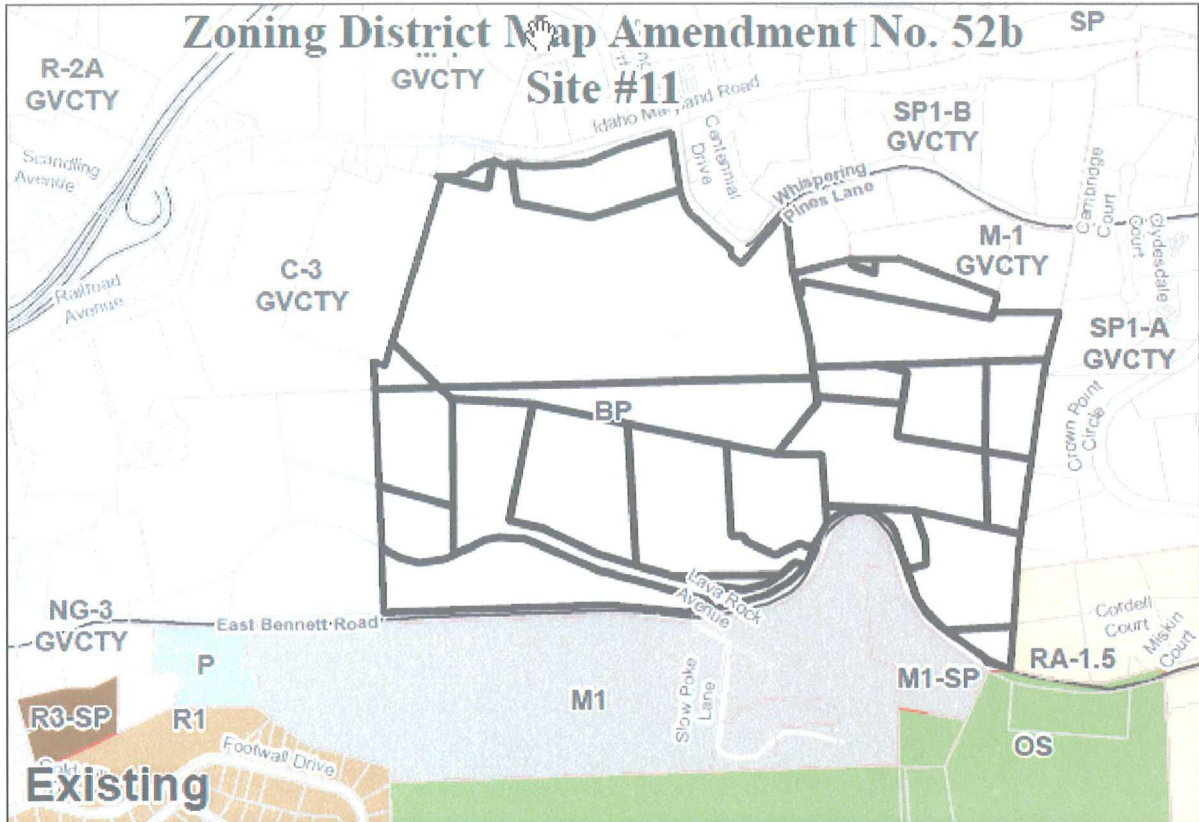 Zoning District Map Amendment No. 52b
Site #11
SP
R-2A
GVCTY
GVCTY
Idaho Maryland Road
SP1-B
GVCTY
Scandling
Avenue
Centennial
Drive
Whispering
Pines Lane
Cambridge
Court
Clydesdale
Court
M-1
GVCTY
C-3
GVCTY
Railroad
Avenue
SP1-A
GVCTY
BP
Crown Point
Circle
Lava Rock
Avenue
NG-3
GVCTY
East Bennett Road
Cordell
Court
Miskin
Court
P
RA-1.5
M1-SP
M1
Slow Poke
Lane
R3-SP
R1
OS
Footwall Drive
Existing